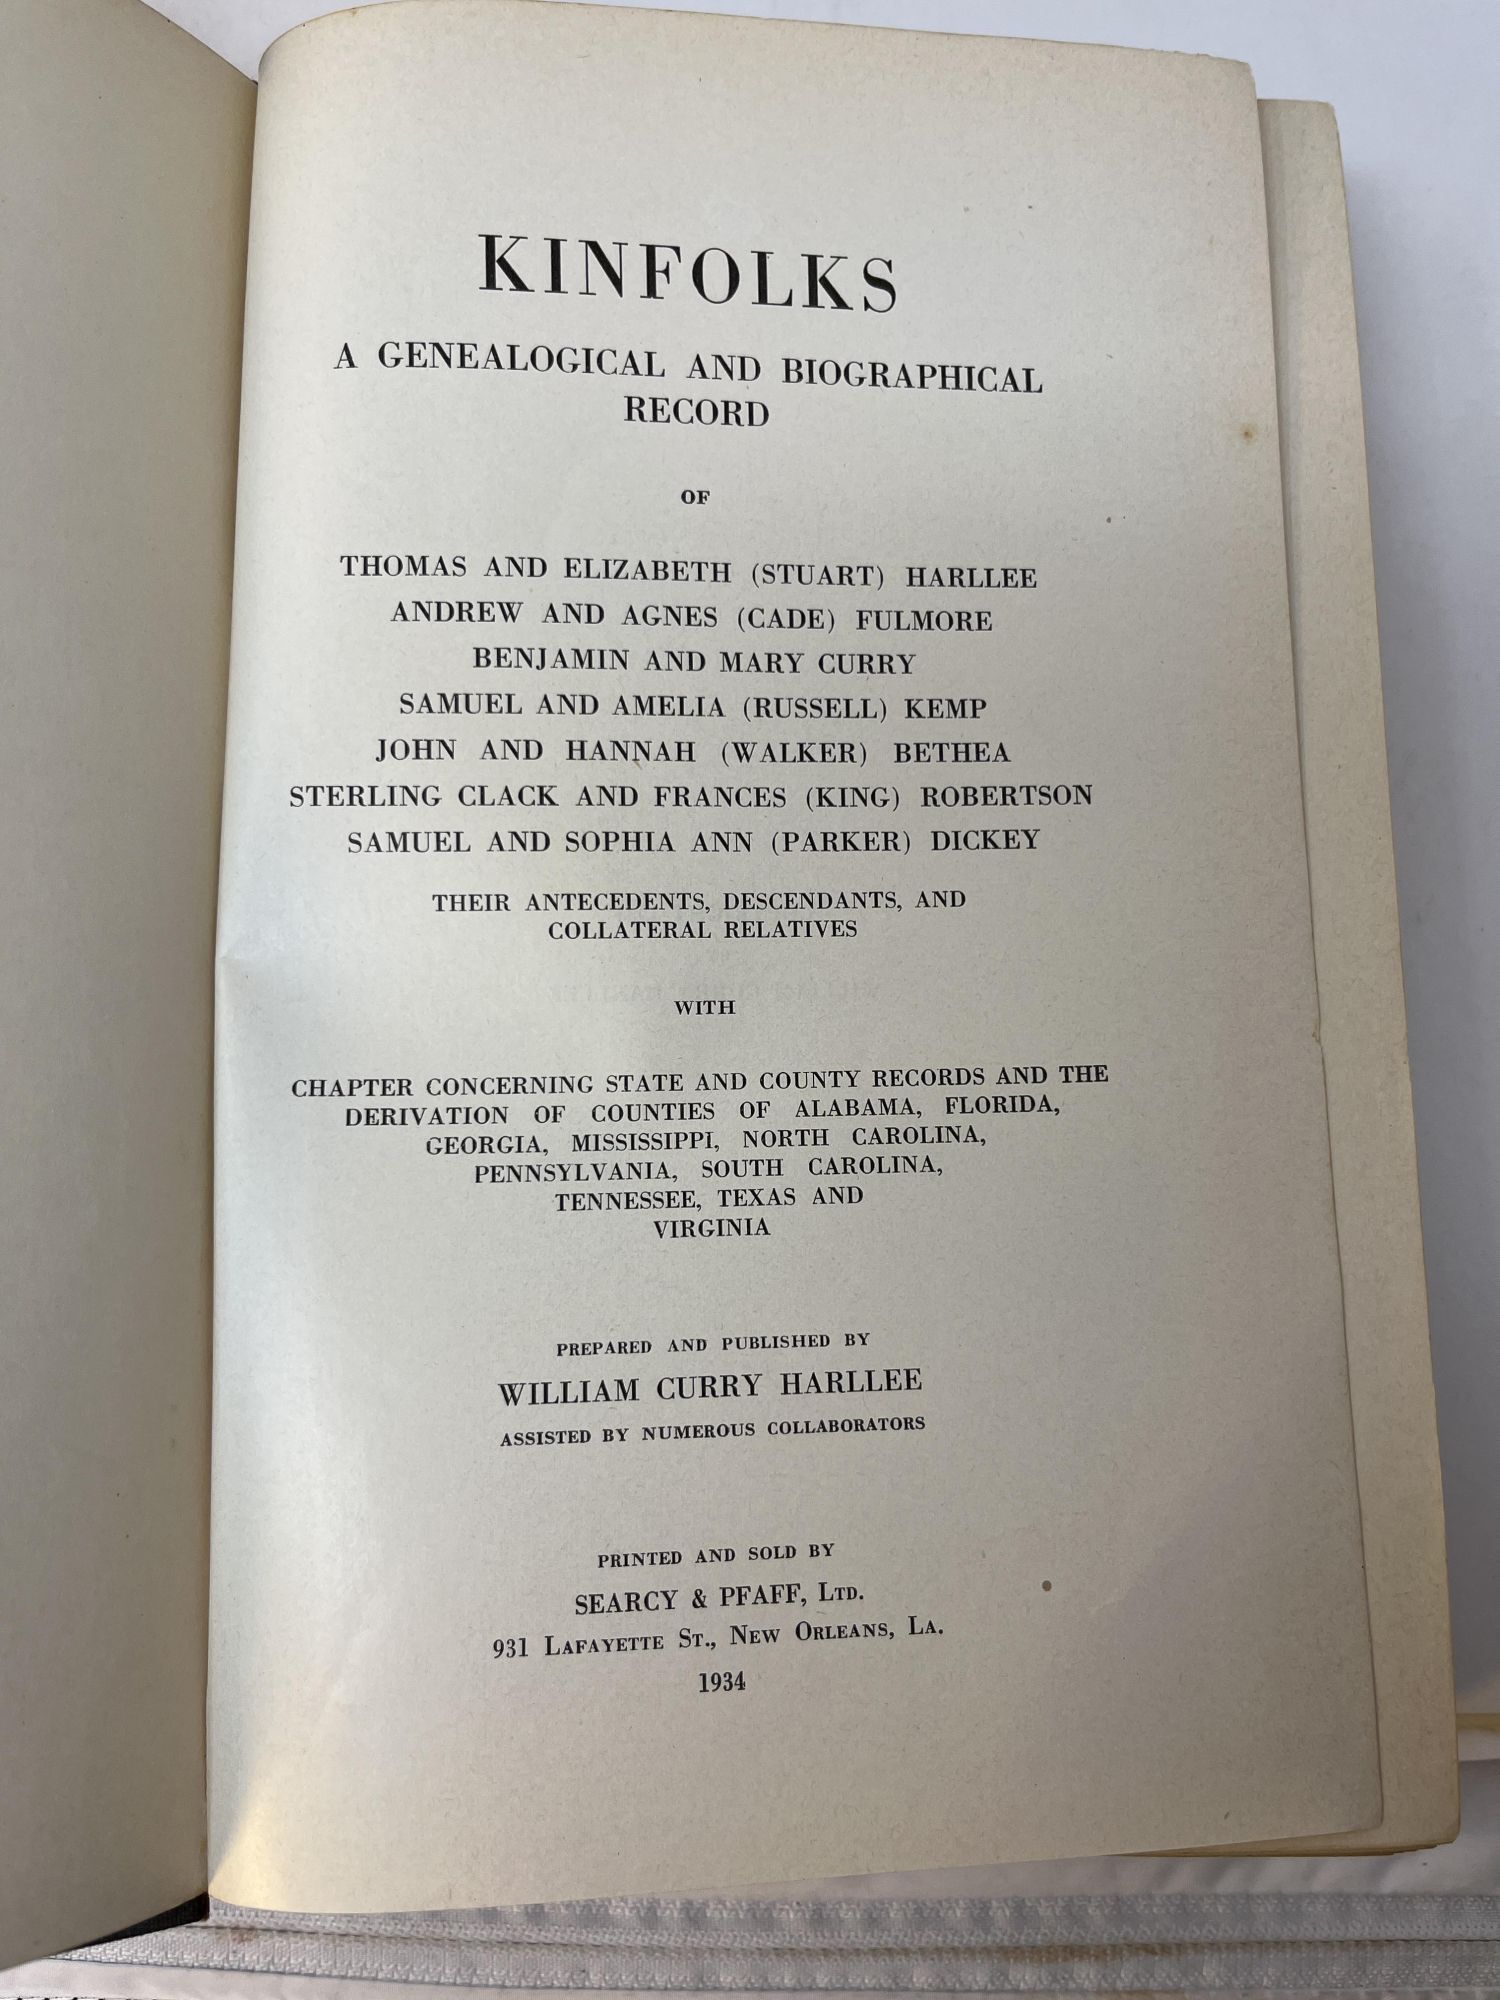 KINFOLKS
A GENEALOGICAL AND BIOGRAPHICAL
RECORD
OF
THOMAS AND ELIZABETH (STUART) HARLLEE
ANDREW AND AGNES (CADE) FULMORE
BENJAMIN AND MARY CURRY
SAMUEL AND AMELIA (RUSSELL) KEMP
JOHN AND HANNAH (WALKER) BETHEA
STERLING CLACK AND FRANCES (KING) ROBERTSON
SAMUEL AND SOPHIA ANN (PARKER) DICKEY
THEIR ANTECEDENTS, DESCENDANTS, AND
COLLATERAL RELATIVES
WITH
CHAPTER CONCERNING STATE AND COUNTY RECORDS AND THE
DERIVATION OF COUNTIES OF ALABAMA, FLORIDA,
GEORGIA, MISSISSIPPI, NORTH CAROLINA,
PENNSYLVANIA, SOUTH CAROLINA,
TENNESSEE, TEXAS AND
VIRGINIA
PREPARED AND PUBLISHED BY
WILLIAM CURRY HARLLEE
ASSISTED BY NUMEROUS COLLABORATORS
PRINTED AND SOLD BY
SEARCY & PFAFF, LTD.
931 LAFAYETTE ST., NEW ORLEANS, LA.
1934